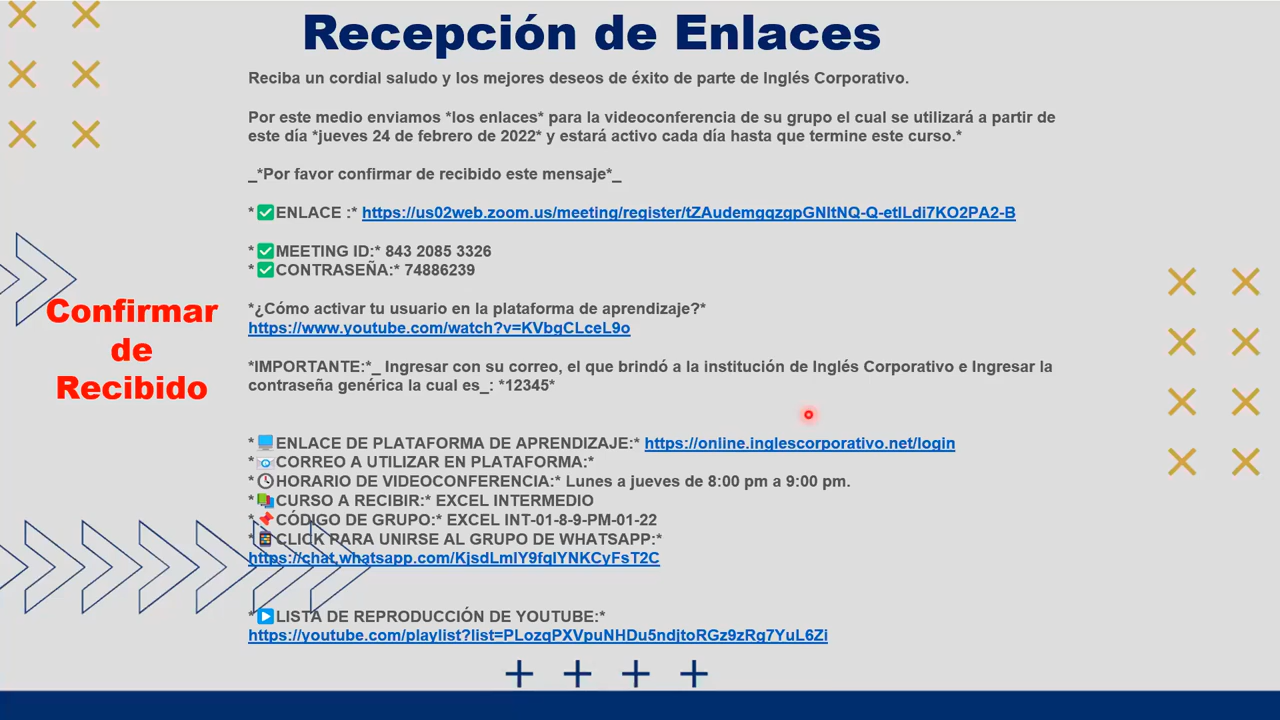 Recepción de Enlaces
Reciba un cordial saludo y los mejores deseos de éxito de parte de Inglés Corporativo.
Por este medio enviamos *los enlaces* para la videoconferencia de su grupo el cual se utilizará a partir de
este día *jueves 24 de febrero de 2022* y estará activo cada día hasta que termine este curso.*
_*Por favor confirmar de recibido este mensaje*_
*✅ENLACE :* https://us02web.zoom.us/meeting/register/tZAudemgqzgpGNItNQ-Q-etILdi7KO2PA2-B
*✅MEETING ID:* 843 2085 3326
*✅CONTRASEÑA:* 74886239
Confirmar
de
Recibido
*¿Cómo activar tu usuario en la plataforma de aprendizaje?*
https://www.youtube.com/watch?v=KVbgCLceL9o
*IMPORTANTE:*_ Ingresar con su correo, el que brindó a la institución de Inglés Corporativo e Ingresar la
contraseña genérica la cual es_: *12345*
*🖥️ENLACE DE PLATAFORMA DE APRENDIZAJE:* https://online.inglescorporativo.net/login
*📧CORREO A UTILIZAR EN PLATAFORMA:*
*🕓HORARIO DE VIDEOCONFERENCIA:* Lunes a jueves de 8:00 pm a 9:00 pm.
*📚CURSO A RECIBIR:* EXCEL INTERMEDIO
*📌CÓDIGO DE GRUPO:* EXCEL INT-01-8-9-PM-01-22
*📱CLICK PARA UNIRSE AL GRUPO DE WHATSAPP:*
https://chat.whatsapp.com/KjsdLmIY9fqIYNKCyFsT2C
*▶️LISTA DE REPRODUCCIÓN DE YOUTUBE:*
https://youtube.com/playlist?list=PLozqPXVpuNHDu5ndjtoRGz9zRg7YuL6Zi